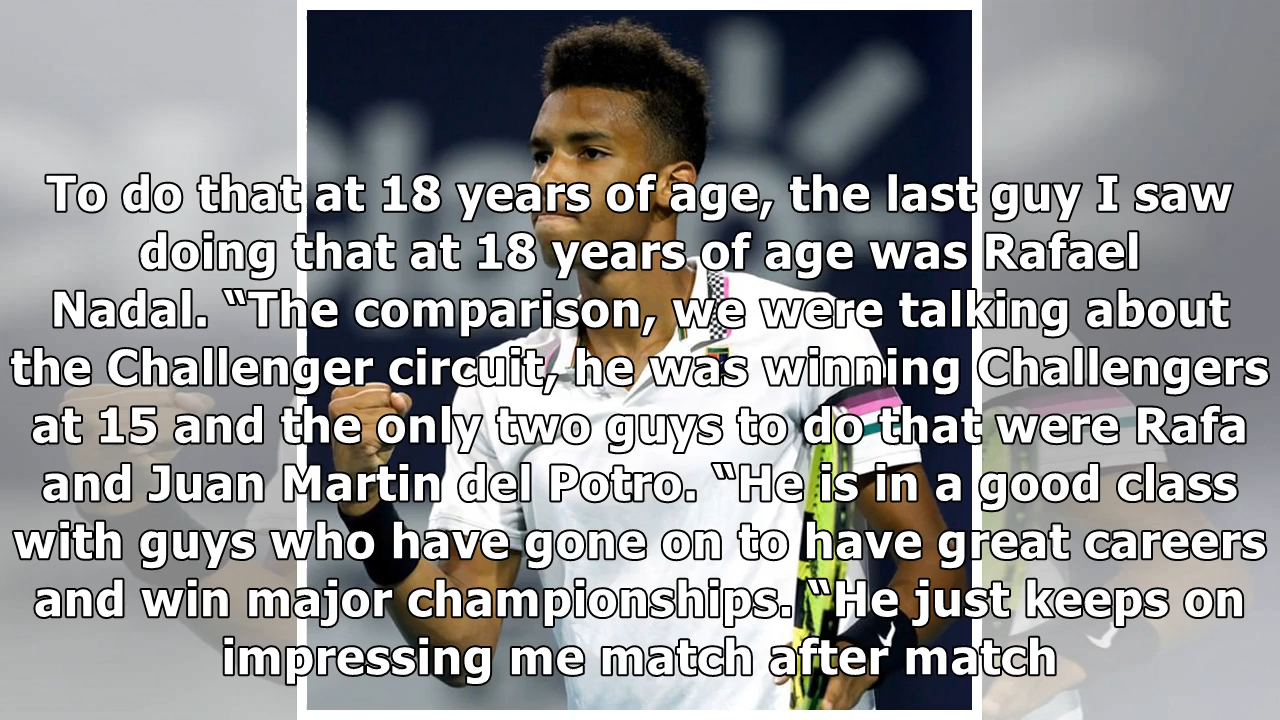 To do that at 18 years of age, the last guy I saw
doing that at 18 years of age was Rafael
Nadal. “The comparison, we were talking about
the Challenger circuit, he was winning Challengers
at 15 and the only two guys to do that were Rafa
and Juan Martin del Potro. “He is in a good class
with guys who have gone on to have great careers
and win major championships. “He just keeps on
impressing me match after match